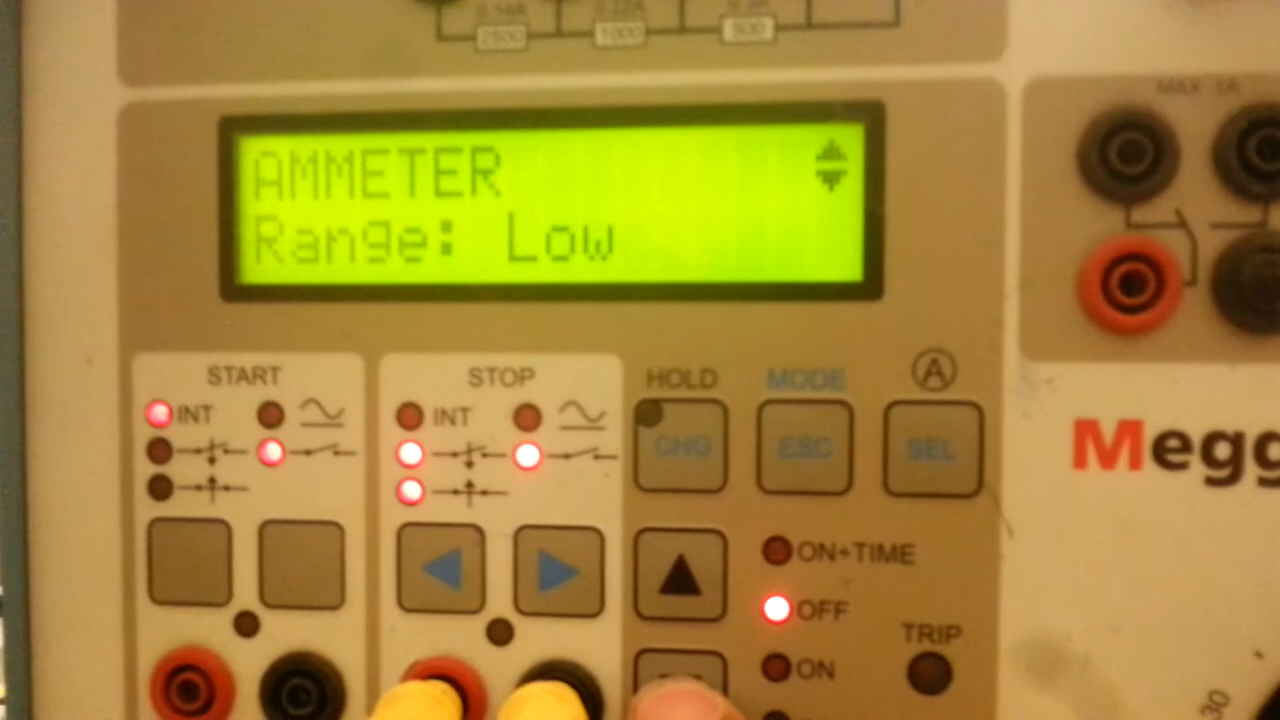 2500 1000 500
MAX 1A
AMMETER
Range: Low
START
STOP
HOLD
MODE
A
INT
INT
CHG
ESC
SEL
Megg
ON+TIME
OFF
TRIP
ON
30